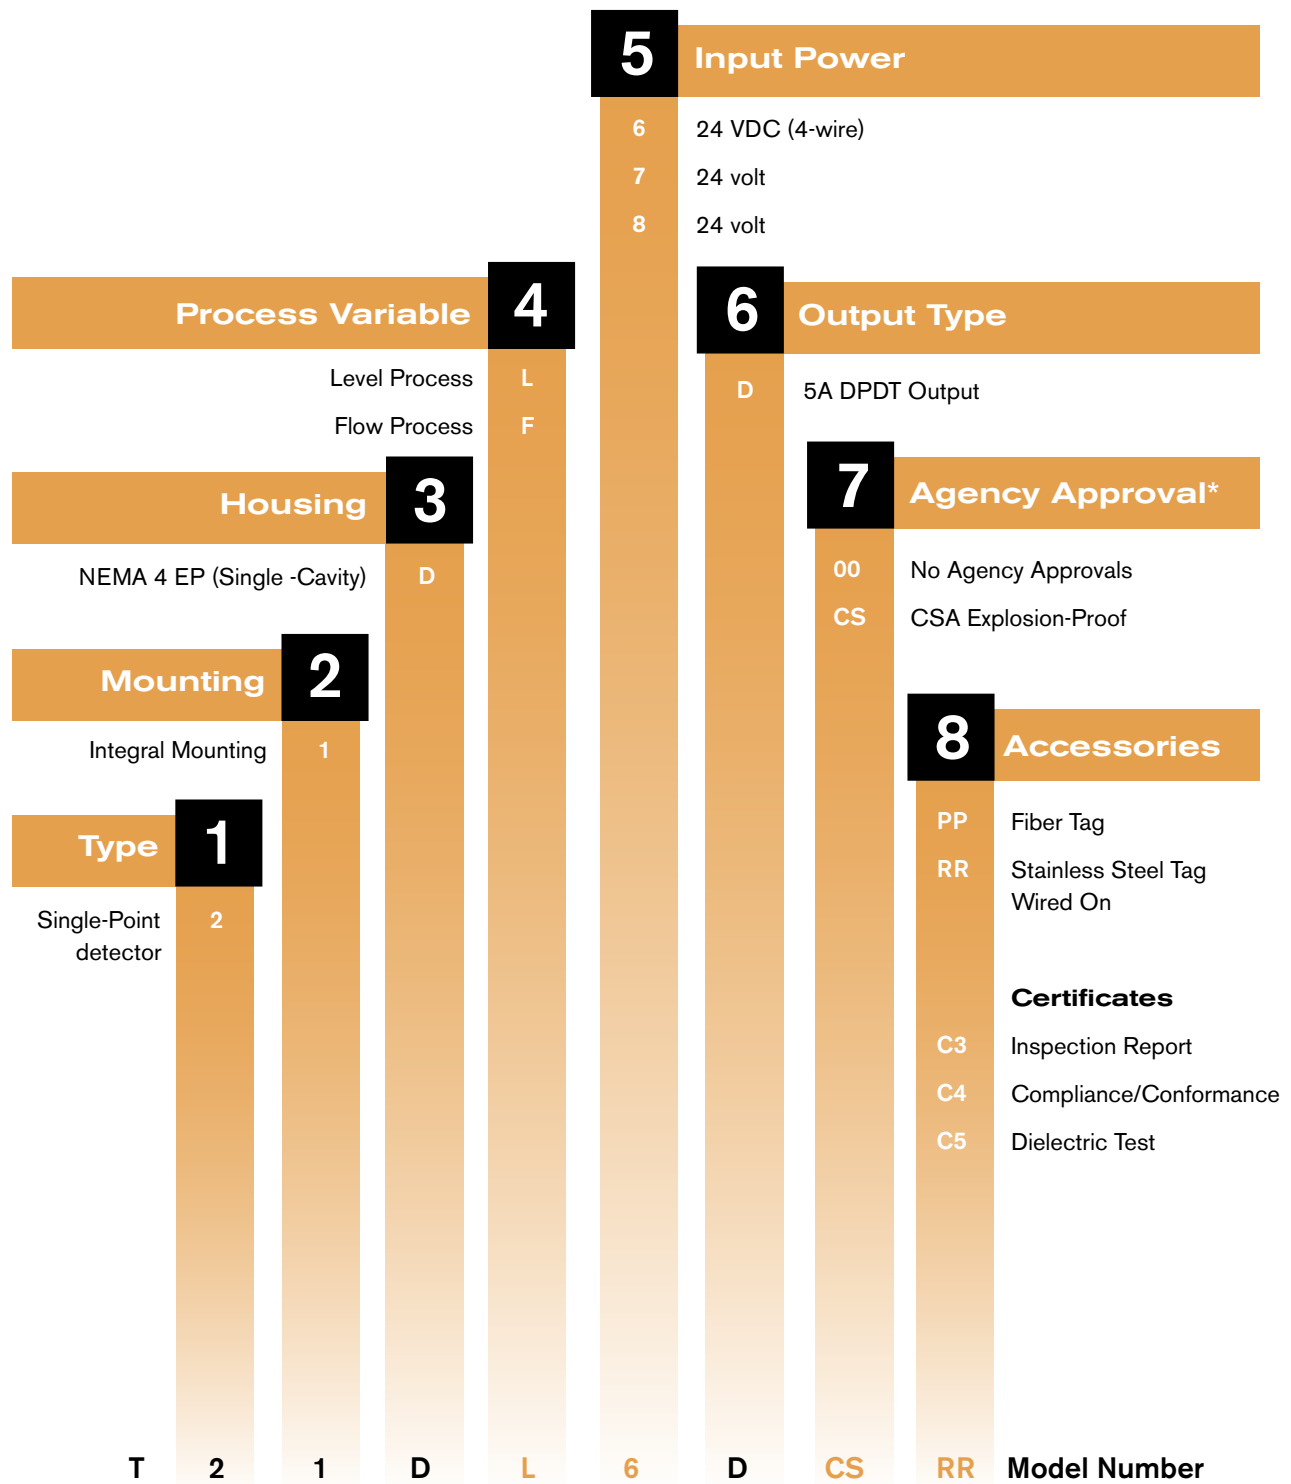 5 Input Power
6 24 VDC (4-wire)
7 24 volt
8 24 volt
Process Variable 4
Level Process L
Flow Process F
6 Output Type
D 5A DPDT Output
Housing 3
NEMA 4 EP (Single -Cavity) D
7 Agency Approval*
00 No Agency Approvals
CS CSA Explosion-Proof
Mounting 2
Integral Mounting 1
8 Accessories
PP Fiber Tag
RR Stainless Steel Tag
Wired On
Type 1
Single-Point 2
detector
Certificates
C3 Inspection Report
C4 Compliance/Conformance
C5 Dielectric Test
T 2 1 D L 6 D CS RR Model Number